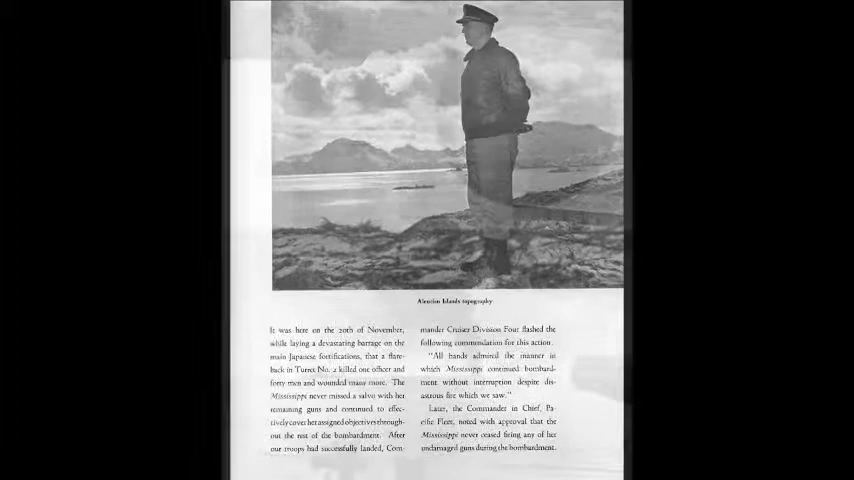 Aleutian Islands topography
It was here on the 20th of November,
while laying a devastating barrage on the
main Japanese fortifications, that a flare-
back in Turret No. 2 killed one officer and
forty men and wounded many more. The
Mississippi never missed a salvo with her
remaining guns and continued to effec-
tively cover her assigned objectives through-
out the rest of the bombardment. After
our troops had successfully landed, Com-
mander Cruiser Division Four flashed the
following commendation for this action.
"All hands admired the manner in
which Mississippi continued bombard-
ment without interruption despite dis-
astrous fire which we saw."
Later, the Commander in Chief, Pa-
cific Fleet, noted with approval that the
Mississippi never ceased firing any of her
undamaged guns during the bombardment.